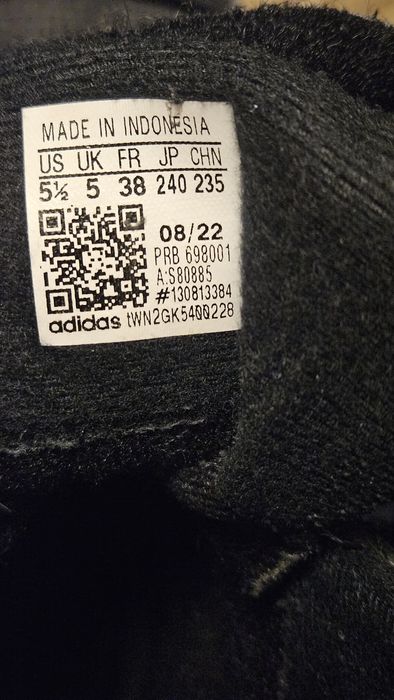 MADE IN INDONESIA
US UK FR JP CHN
5½ 5 38 240 235
08/22
PRB 698001
A:S80885
#130813384
adidas tWN2GK5400228